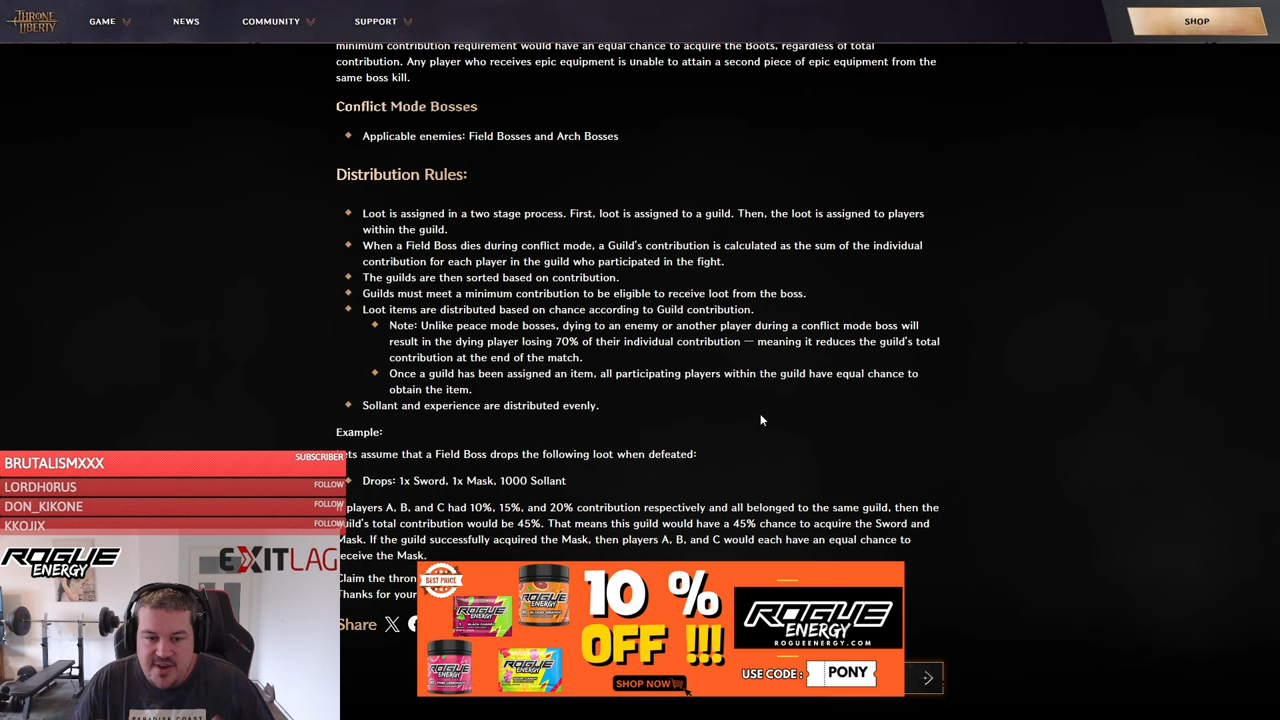 THRONE AND LIBERTY
GAME
NEWS
COMMUNITY
SUPPORT
SHOP
minimum contribution requirement would have an equal chance to acquire the Boots, regardless of total
contribution. Any player who receives epic equipment is unable to attain a second piece of epic equipment from the
same boss kill.
Conflict Mode Bosses
Applicable enemies: Field Bosses and Arch Bosses
Distribution Rules:
Loot is assigned in a two stage process. First, loot is assigned to a guild. Then, the loot is assigned to players
within the guild.
When a Field Boss dies during conflict mode, a Guild's contribution is calculated as the sum of the individual
contribution for each player in the guild who participated in the fight.
The guilds are then sorted based on contribution.
Guilds must meet a minimum contribution to be eligible to receive loot from the boss.
Loot items are distributed based on chance according to Guild contribution.
Note: Unlike peace mode bosses, dying to an enemy or another player during a conflict mode boss will
result in the dying player losing 70% of their individual contribution — meaning it reduces the guild's total
contribution at the end of the match.
Once a guild has been assigned an item, all participating players within the guild have equal chance to
obtain the item.
Sollant and experience are distributed evenly.
Example:
ets assume that a Field Boss drops the following loot when defeated:
Drops: 1x Sword, 1x Mask, 1000 Sollant
players A, B, and C had 10%, 15%, and 20% contribution respectively and all belonged to the same guild, then the
uild's total contribution would be 45%. That means this guild would have a 45% chance to acquire the Sword and
Mask. If the guild successfully acquired the Mask, then players A, B, and C would each have an equal chance to
receive the Mask.
Claim the thron
Thanks for your
Share
BRUTALISMXXX SUBSCRIBER
LORDH0RUS FOLLOW
DON_KIKONE FOLLOW
KKOJIX FOLLOW
ROGUE ENERGY
EXITLAG
BEST PRICE
10 %
OFF !!!
SHOP NOW
ROGUE
ENERGY
ROGUEENERGY.COM
USE CODE : PONY
PARADISE COAST